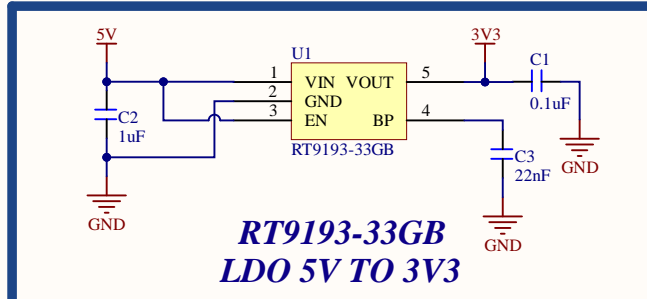 5V
3V3
U1
C1
1 VIN VOUT 5
2 GND
3 EN BP 4
0.1uF
C2
1uF
RT9193-33GB
C3
22nF
GND
GND
GND
RT9193-33GB
LDO 5V TO 3V3